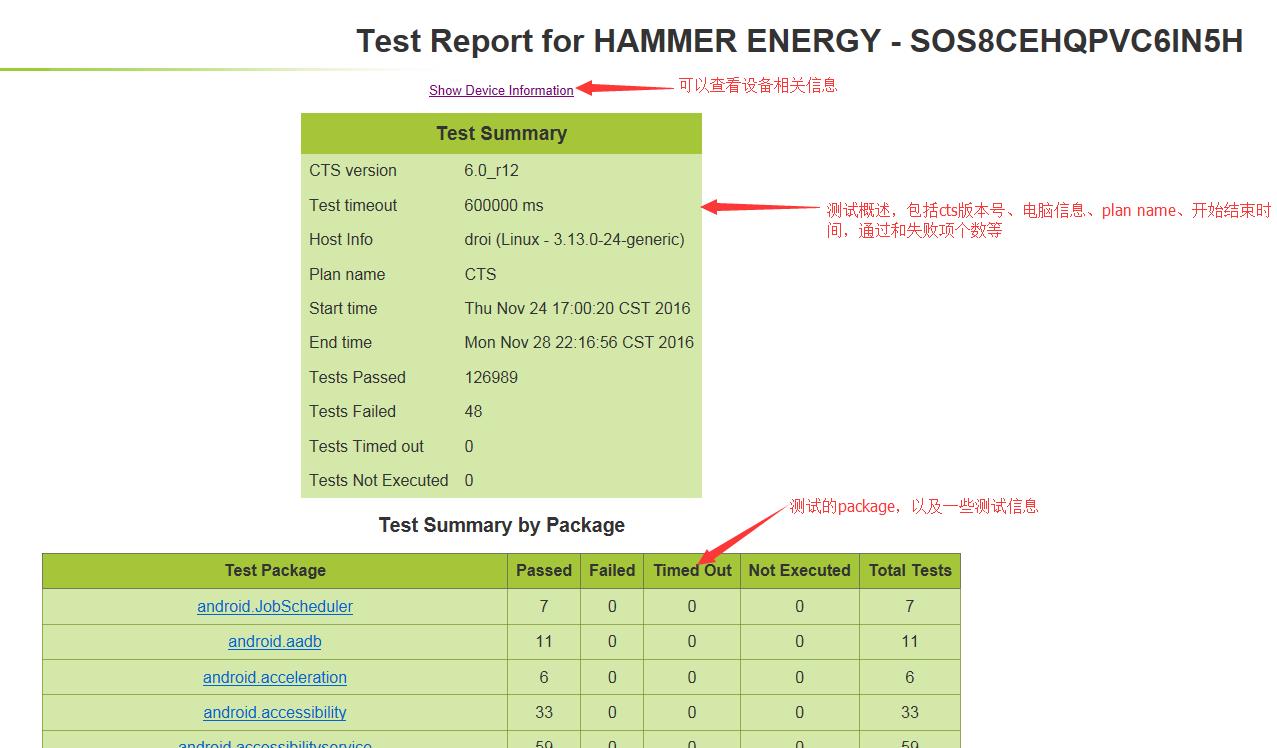 Test Report for HAMMER ENERGY - SOS8CEHQPVC6IN5H
Show Device Information
可以查看设备相关信息
Test Summary
CTS version 6.0_r12
Test timeout 600000 ms
Host Info droi (Linux - 3.13.0-24-generic)
Plan name CTS
Start time Thu Nov 24 17:00:20 CST 2016
End time Mon Nov 28 22:16:56 CST 2016
Tests Passed 126989
Tests Failed 48
Tests Timed out 0
Tests Not Executed 0
测试概述，包括cts版本号、电脑信息、plan name、开始结束时
间，通过和失败项个数等
测试的package，以及一些测试信息
Test Summary by Package
Test Package Passed Failed Timed Out Not Executed Total Tests
android.JobScheduler 7 0 0 0 7
android.aadb 11 0 0 0 11
android.acceleration 6 0 0 0 6
android.accessibility 33 0 0 0 33
android.accessibilityservice 59 0 0 0 59